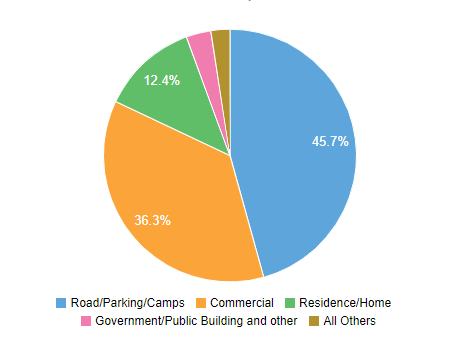 12.4%
45.7%
36.3%
Road/Parking/Camps Commercial Residence/Home
Government/Public Building and other All Others